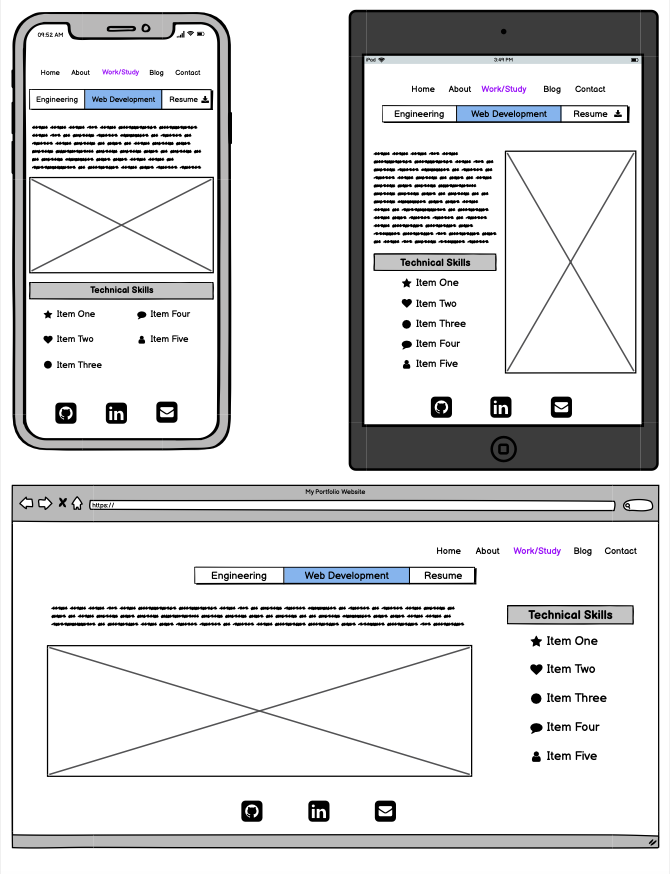 09:52 AM
Home About Work/Study Blog Contact
Engineering Web Development Resume
Technical Skills
Item One
Item Two
Item Three
Item Four
Item Five
in
iPod 3:49 PM
Home About Work/Study Blog Contact
Engineering Web Development Resume
Technical Skills
Item One
Item Two
Item Three
Item Four
Item Five
in
My Portfolio Website
https://
Home About Work/Study Blog Contact
Engineering Web Development Resume
Technical Skills
Item One
Item Two
Item Three
Item Four
Item Five
in